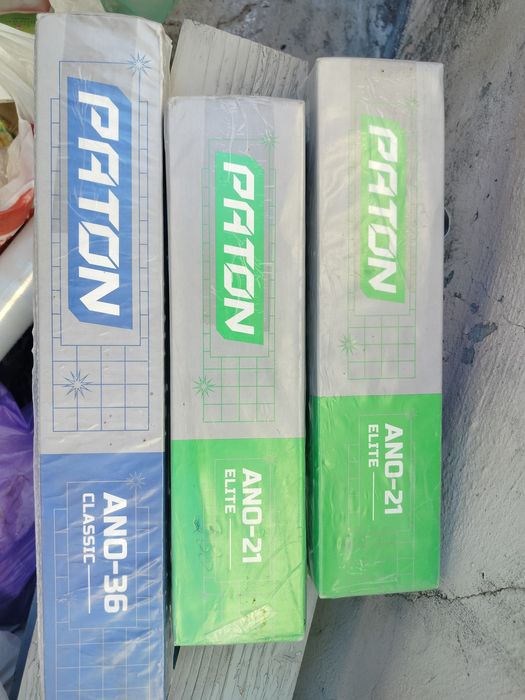 PATON
ANO-36
CLASSIC
PATON
ANO-21
ELITE
PATON
ANO-21
ELITE